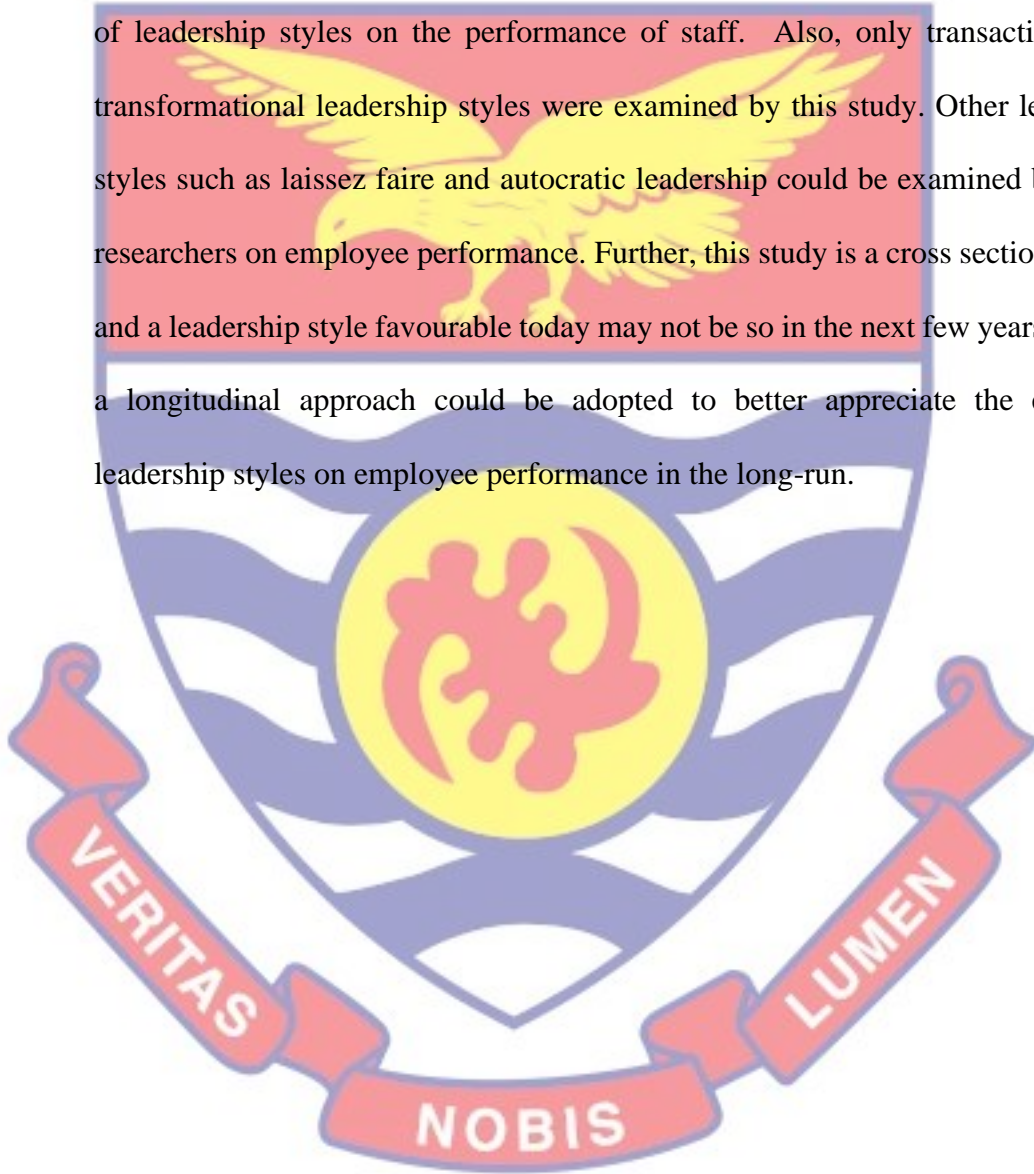 of leadership styles on the performance of staff. Also, only transacti
transformational leadership styles were examined by this study. Other le
styles such as laissez faire and autocratic leadership could be examined b
researchers on employee performance. Further, this study is a cross section
and a leadership style favourable today may not be so in the next few years
a longitudinal approach could be adopted to better appreciate the
leadership styles on employee performance in the long-run.
VERITAS
NOBIS
LUMEN